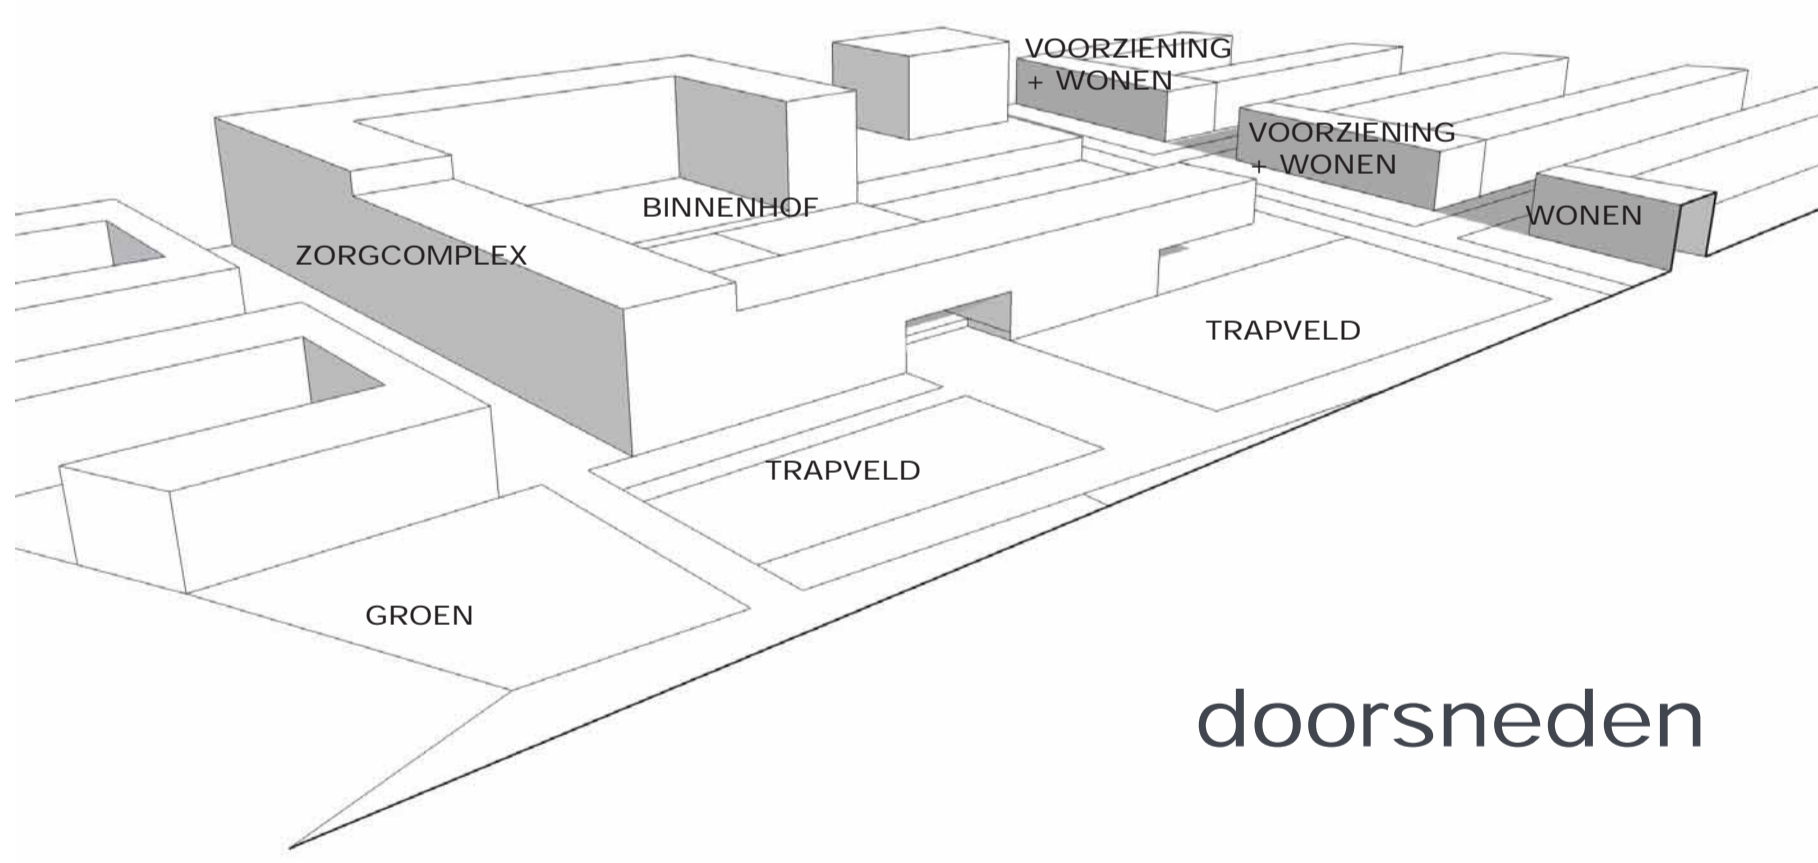 VOORZIENING
+ WONEN
VOORZIENING
+ WONEN
WONEN
BINNENHOF
ZORGCOMPLEX
TRAPVELD
TRAPVELD
GROEN
doorsneden